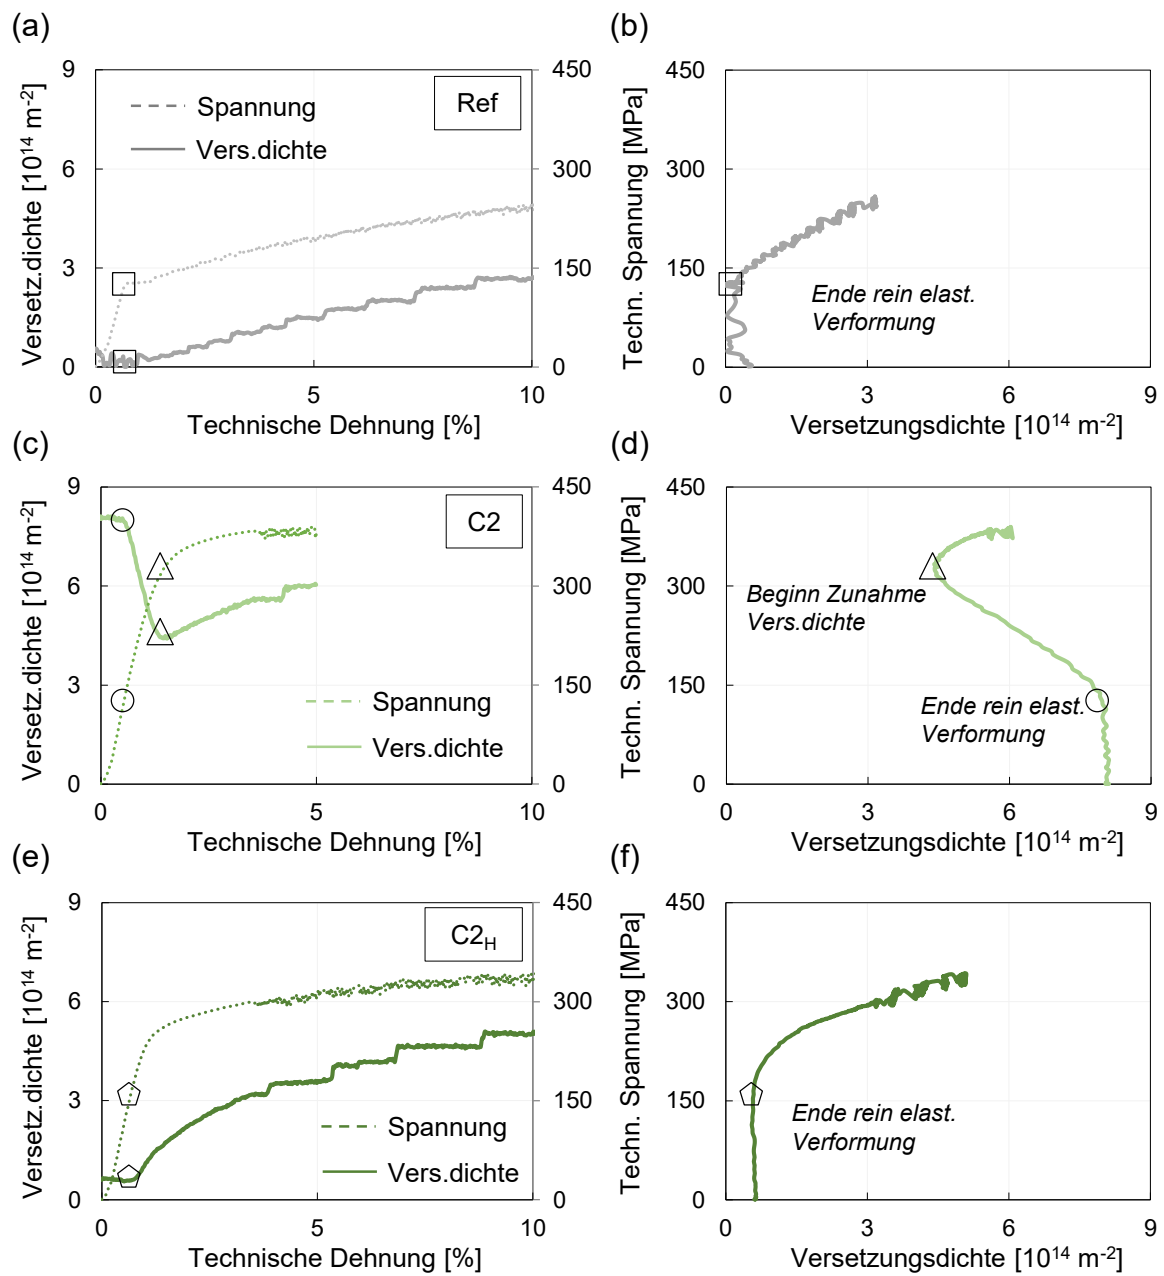 (a)
Versetz.dichte [10¹⁴ m⁻²]
9
6
3
0
450
300
150
0
Spannung
Vers.dichte
Ref
0
5
10
Technische Dehnung [%]
(b)
Techn. Spannung [MPa]
450
300
150
0
Ende rein elast.
Verformung
0
3
6
9
Versetzungsdichte [10¹⁴ m⁻²]
(c)
Versetz.dichte [10¹⁴ m⁻²]
9
6
3
0
450
300
150
0
C2
Spannung
Vers.dichte
0
5
10
Technische Dehnung [%]
(d)
Techn. Spannung [MPa]
450
300
150
0
Beginn Zunahme
Vers.dichte
Ende rein elast.
Verformung
0
3
6
9
Versetzungsdichte [10¹⁴ m⁻²]
(e)
Versetz.dichte [10¹⁴ m⁻²]
9
6
3
0
450
300
150
0
C2H
Spannung
Vers.dichte
0
5
10
Technische Dehnung [%]
(f)
Techn. Spannung [MPa]
450
300
150
0
Ende rein elast.
Verformung
0
3
6
9
Versetzungsdichte [10¹⁴ m⁻²]